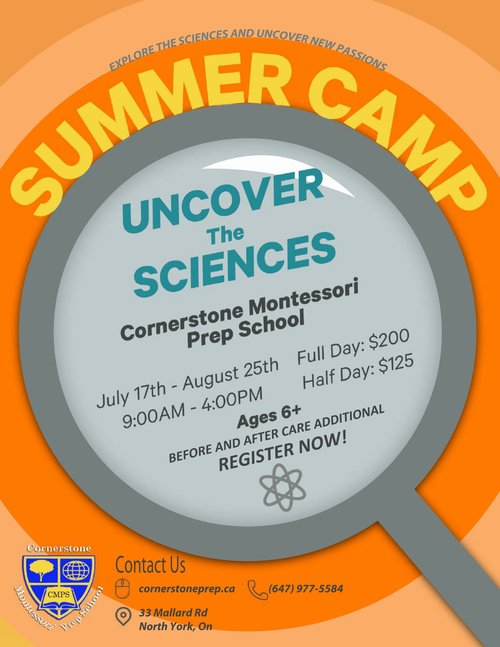 EXPLORE THE SCIENCES AND UNCOVER NEW PASSIONS
SUMMER CAMP
UNCOVER
The
SCIENCES
Cornerstone Montessori
Prep School
July 17th - August 25th
9:00AM - 4:00PM
Full Day: $200
Half Day: $125
Ages 6+
BEFORE AND AFTER CARE ADDITIONAL
REGISTER NOW!
Cornerstone
CMPS
Montessori Prep School
Contact Us
cornerstoneprep.ca
(647) 977-5584
33 Mallard Rd
North York, On